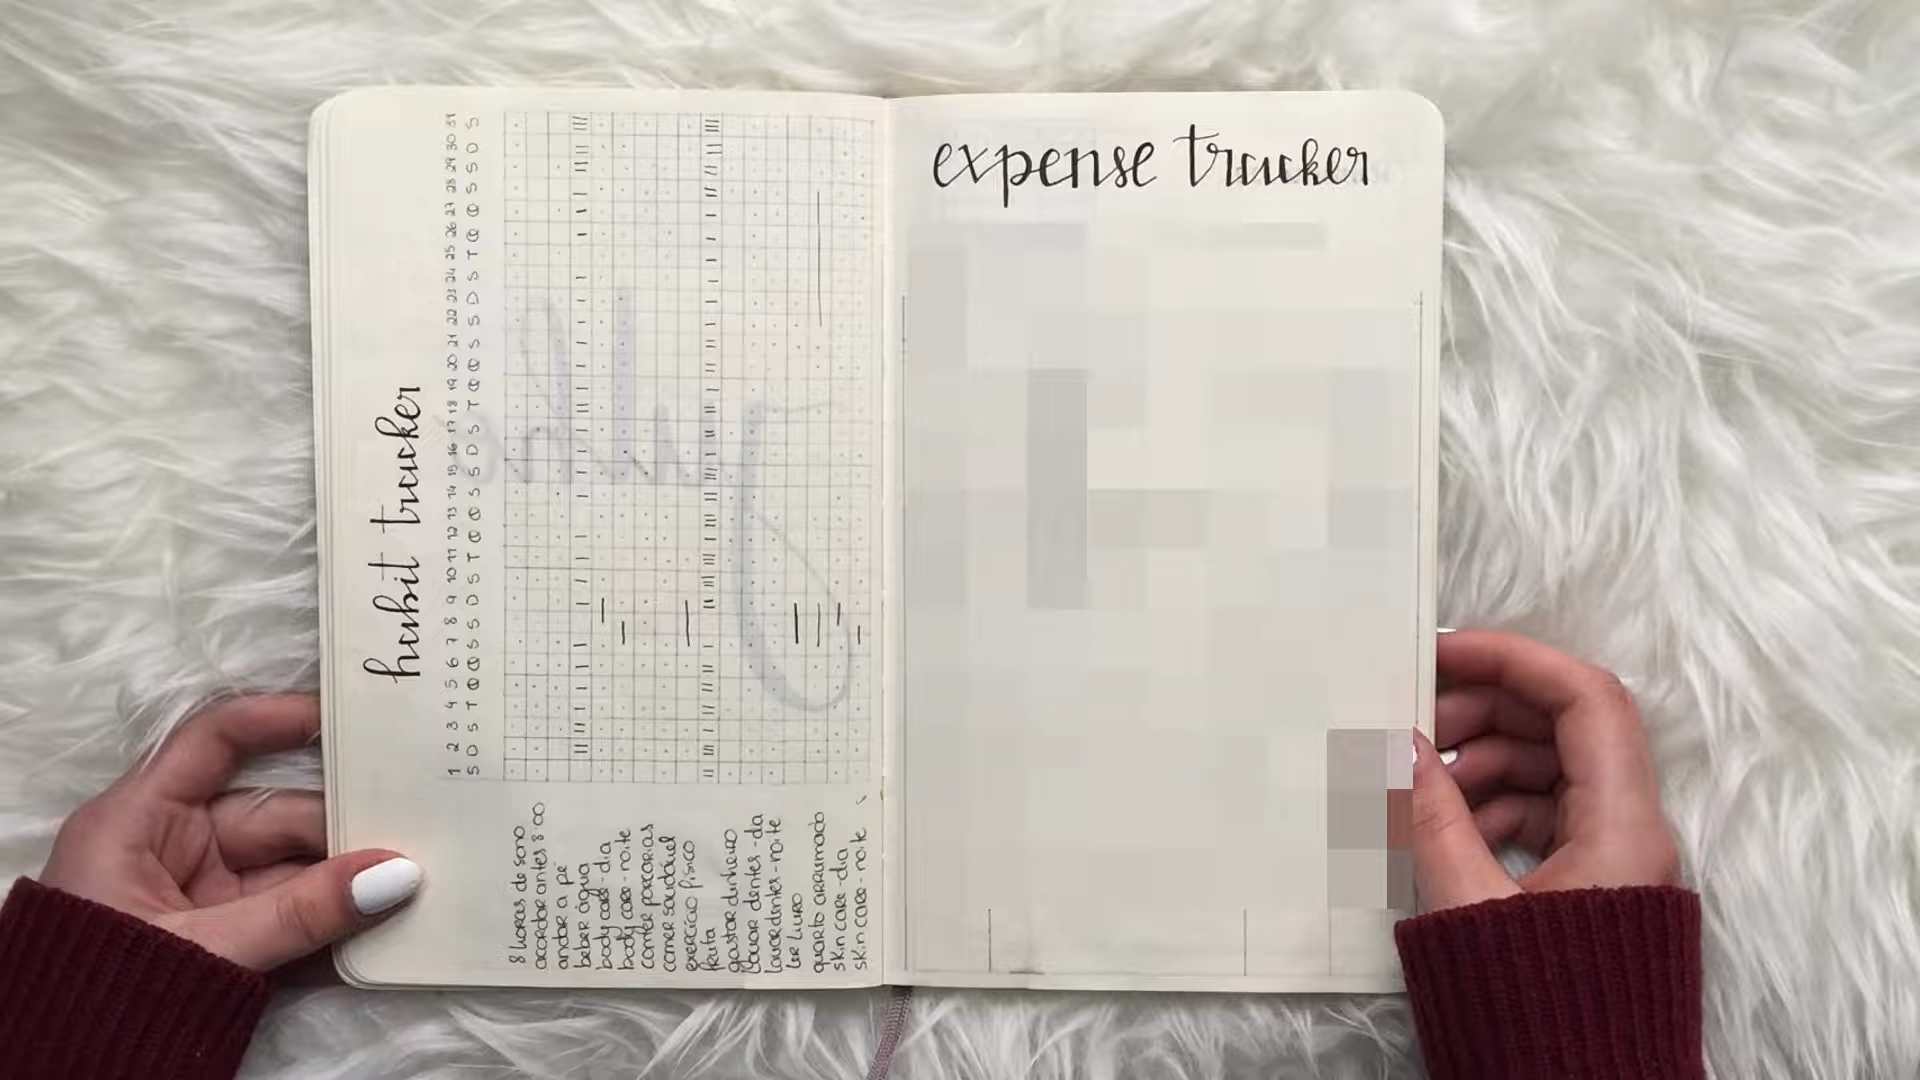 habit tracker
1 2 3 4 5 6 7 8 9 10 11 12 13 14 15 16 17 18 19 20 21 22 23 24 25 26 27 28 29 30 31
S D S T Q Q S S D S T Q Q S S D S T Q Q S S D S T Q Q S S D S
8 horas de sono
acordar antes 8:00
andar a pé
beber água
body care - dia
body care - noite
comer porcarias
comer saudável
exercício físico
fruta
gastar dinheiro
lavar dentes - dia
lavar dentes - noite
ler livro
quarto arrumado
skin care - dia
skin care - noite
expense tracker